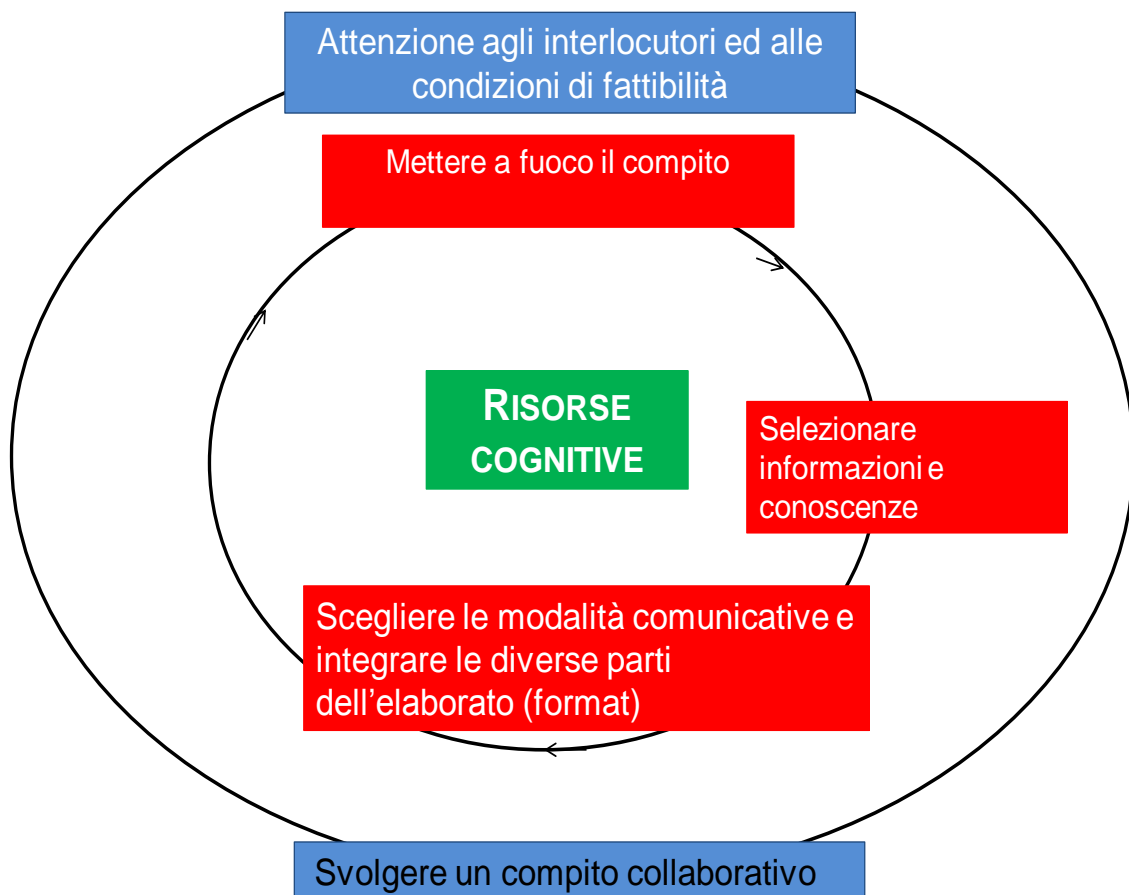 Attenzione agli interlocutori ed alle
condizioni di fattibilità
Mettere a fuoco il compito
RISORSE
COGNITIVE
Selezionare
informazioni e
conoscenze
Scegliere le modalità comunicative e
integrare le diverse parti
dell’elaborato (format)
Svolgere un compito collaborativo